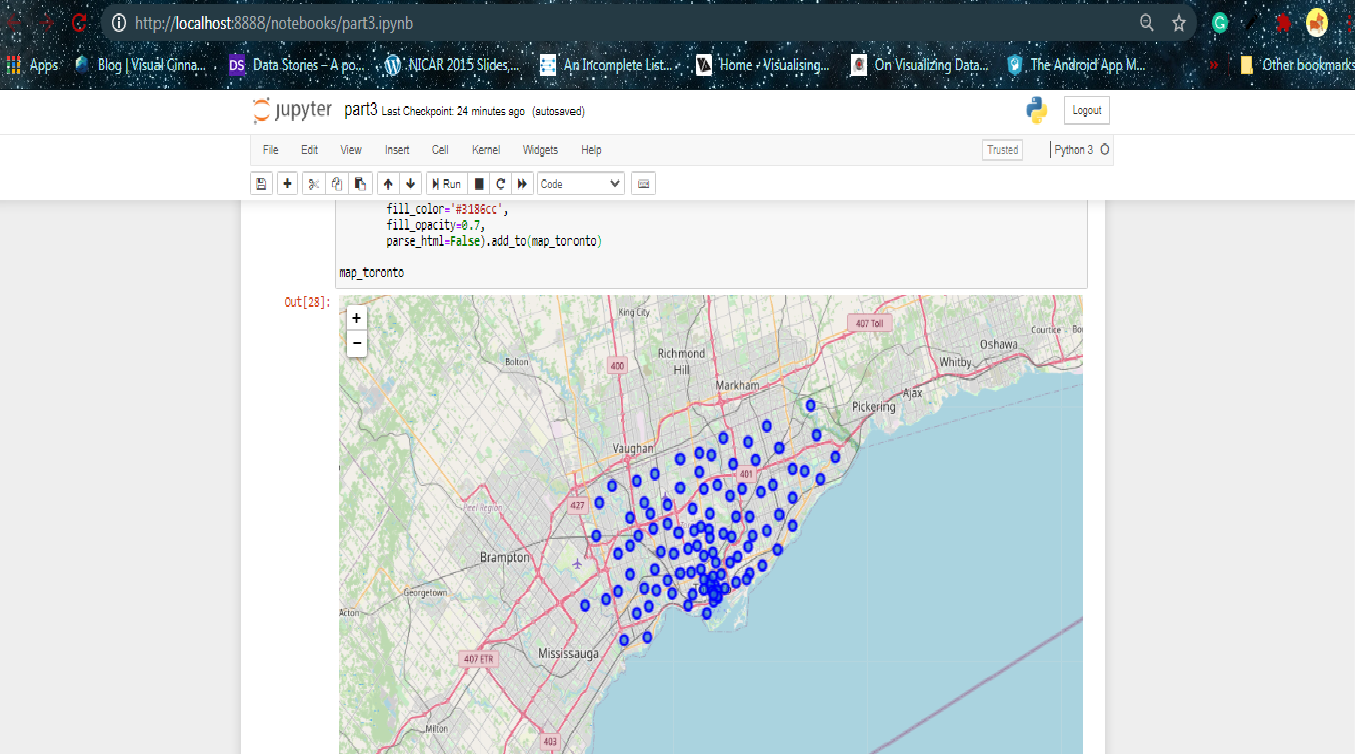 http://localhost:8888/notebooks/part3.ipynb
Apps
Blog | Visual Cinna...
DS Data Stories – A po...
NICAR 2015 Slides,...
An Incomplete List...
Home - Visualising...
On Visualizing Data...
The Android App M...
»
Other bookmarks
jupyter part3 Last Checkpoint: 24 minutes ago (autosaved)
Logout
File Edit View Insert Cell Kernel Widgets Help
Trusted
Python 3
Run
Code
fill_color='#3186cc',
fill_opacity=0.7,
parse_html=False).add_to(map_toronto)
map_toronto
Out[28]:
+
−
King City
407 Toll
Courtice
Oshawa
Richmond
Hill
Whitby
Bolton
400
Markham
Ajax
Pickering
Vaughan
401
427
Peel Region
Brampton
Georgetown
Acton
Mississauga
407 ETR
Milton
403